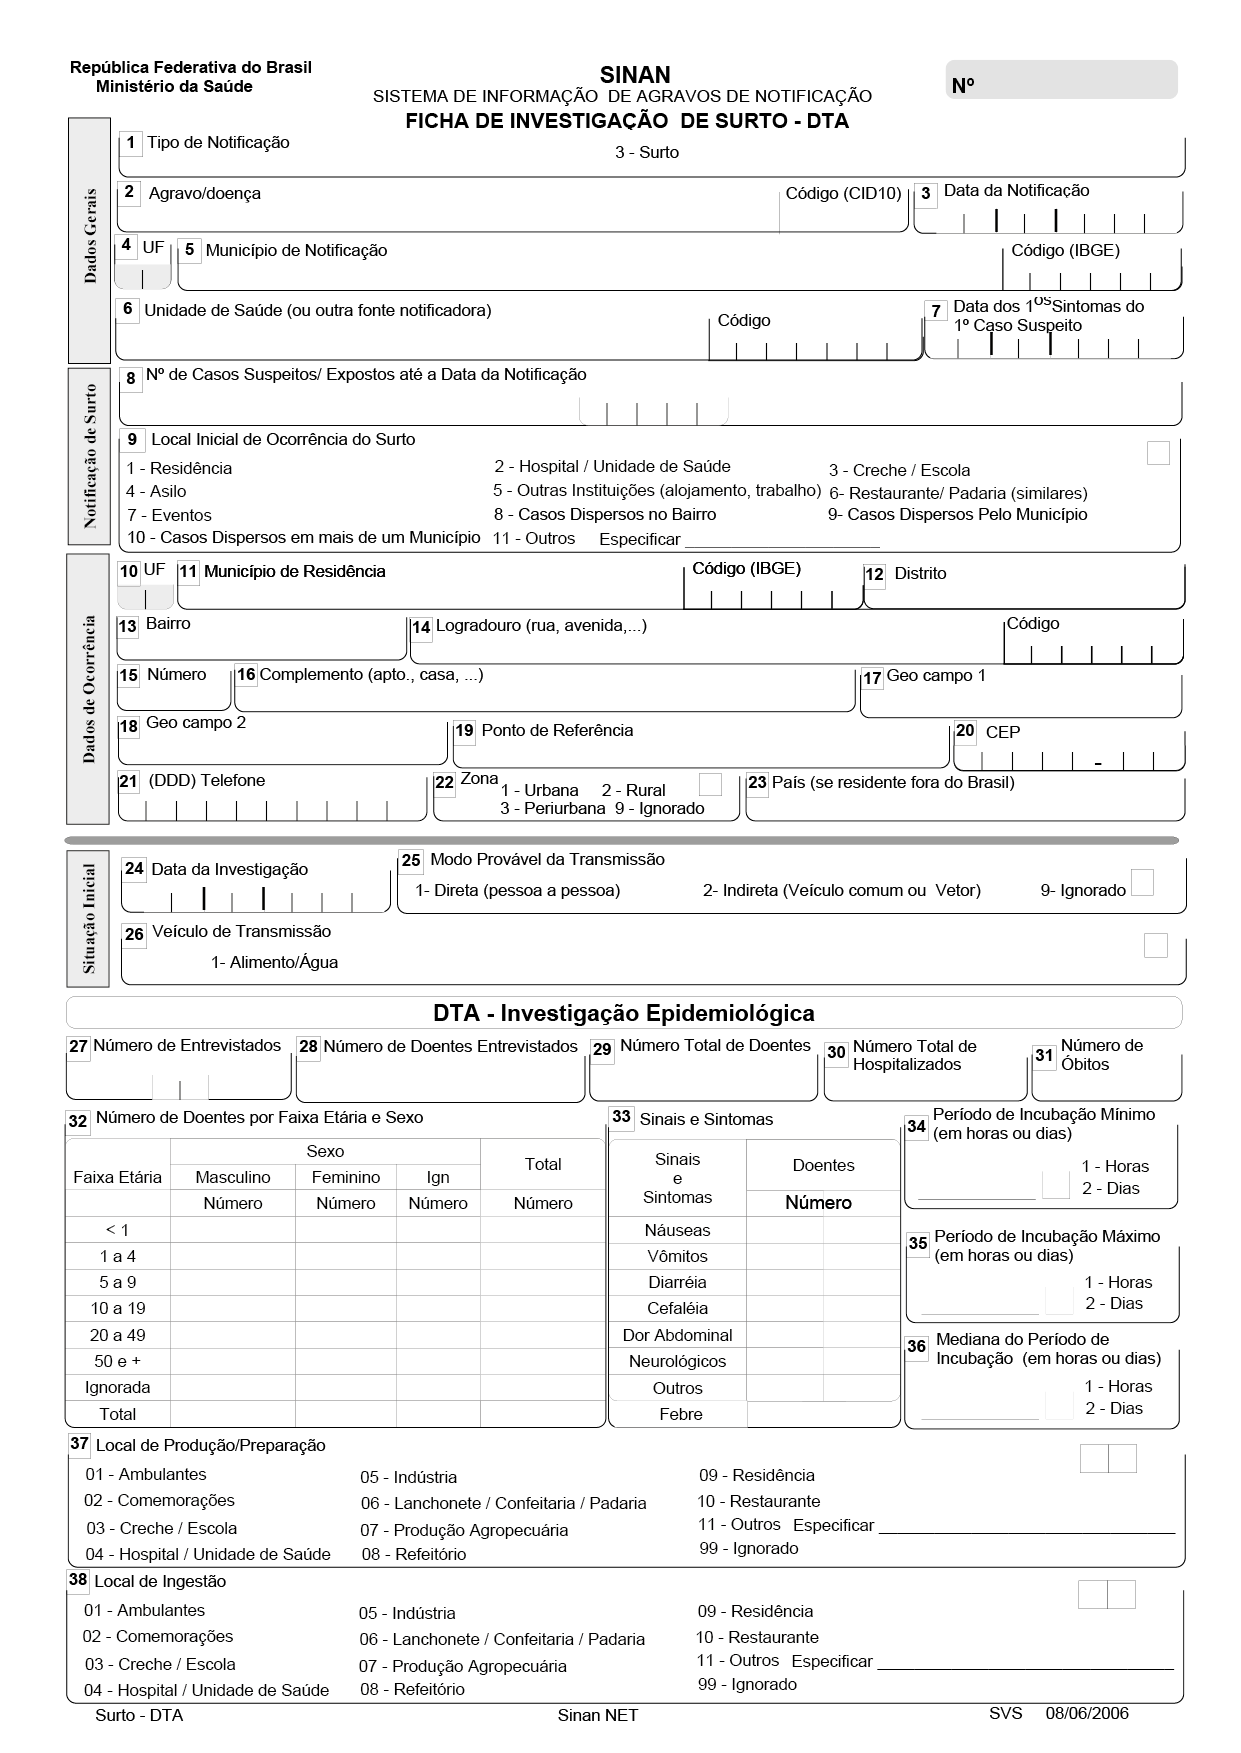 República Federativa do Brasil
Ministério da Saúde
SINAN
SISTEMA DE INFORMAÇÃO DE AGRAVOS DE NOTIFICAÇÃO
FICHA DE INVESTIGAÇÃO DE SURTO - DTA
Nº
Dados Gerais
1 Tipo de Notificação
3 - Surto
2 Agravo/doença Código (CID10)
3 Data da Notificação
4 UF
5 Município de Notificação Código (IBGE)
6 Unidade de Saúde (ou outra fonte notificadora) Código
7 Data dos 1OS Sintomas do
1º Caso Suspeito
Notificação de Surto
8 Nº de Casos Suspeitos/ Expostos até a Data da Notificação
9 Local Inicial de Ocorrência do Surto
1 - Residência 2 - Hospital / Unidade de Saúde 3 - Creche / Escola
4 - Asilo 5 - Outras Instituições (alojamento, trabalho) 6- Restaurante/ Padaria (similares)
7 - Eventos 8 - Casos Dispersos no Bairro 9- Casos Dispersos Pelo Município
10 - Casos Dispersos em mais de um Município 11 - Outros Especificar
Dados de Ocorrência
10 UF
11 Município de Residência Código (IBGE)
12 Distrito
13 Bairro
14 Logradouro (rua, avenida,...) Código
15 Número
16 Complemento (apto., casa, ...)
17 Geo campo 1
18 Geo campo 2
19 Ponto de Referência
20 CEP
-
21 (DDD) Telefone
22 Zona
1 - Urbana 2 - Rural
3 - Periurbana 9 - Ignorado
23 País (se residente fora do Brasil)
Situação Inicial
24 Data da Investigação
25 Modo Provável da Transmissão
1- Direta (pessoa a pessoa) 2- Indireta (Veículo comum ou Vetor) 9- Ignorado
26 Veículo de Transmissão
1- Alimento/Água
DTA - Investigação Epidemiológica
27 Número de Entrevistados
28 Número de Doentes Entrevistados
29 Número Total de Doentes
30 Número Total de
Hospitalizados
31 Número de
Óbitos
32 Número de Doentes por Faixa Etária e Sexo
Sexo
Faixa Etária Masculino Feminino Ign Total
Número Número Número Número
< 1
1 a 4
5 a 9
10 a 19
20 a 49
50 e +
Ignorada
Total
33 Sinais e Sintomas
Sinais
e
Sintomas
Doentes
Número
Náuseas
Vômitos
Diarréia
Cefaléia
Dor Abdominal
Neurológicos
Outros
Febre
34 Período de Incubação Mínimo
(em horas ou dias)
1 - Horas
2 - Dias
35 Período de Incubação Máximo
(em horas ou dias)
1 - Horas
2 - Dias
36 Mediana do Período de
Incubação (em horas ou dias)
1 - Horas
2 - Dias
37 Local de Produção/Preparação
01 - Ambulantes 05 - Indústria 09 - Residência
02 - Comemorações 06 - Lanchonete / Confeitaria / Padaria 10 - Restaurante
03 - Creche / Escola 07 - Produção Agropecuária 11 - Outros Especificar
04 - Hospital / Unidade de Saúde 08 - Refeitório 99 - Ignorado
38 Local de Ingestão
01 - Ambulantes 05 - Indústria 09 - Residência
02 - Comemorações 06 - Lanchonete / Confeitaria / Padaria 10 - Restaurante
03 - Creche / Escola 07 - Produção Agropecuária 11 - Outros Especificar
04 - Hospital / Unidade de Saúde 08 - Refeitório 99 - Ignorado
Surto - DTA Sinan NET SVS 08/06/2006